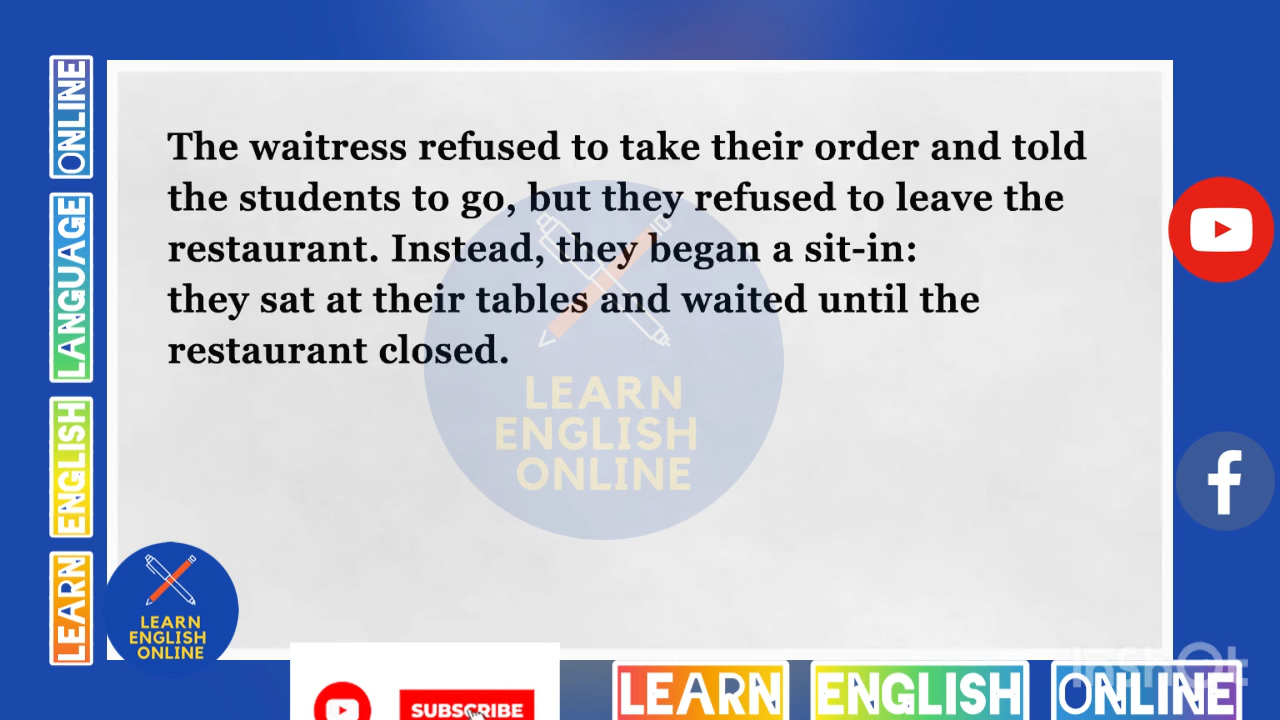 The waitress refused to take their order and told
the students to go, but they refused to leave the
restaurant. Instead, they began a sit-in:
they sat at their tables and waited until the
restaurant closed.
LEARN
ENGLISH
ONLINE
LEARN ENGLISH LANGUAGE ONLINE
LEARN
ENGLISH
ONLINE
SUBSCRIBE
LEARN ENGLISH ONLINE
InShOt